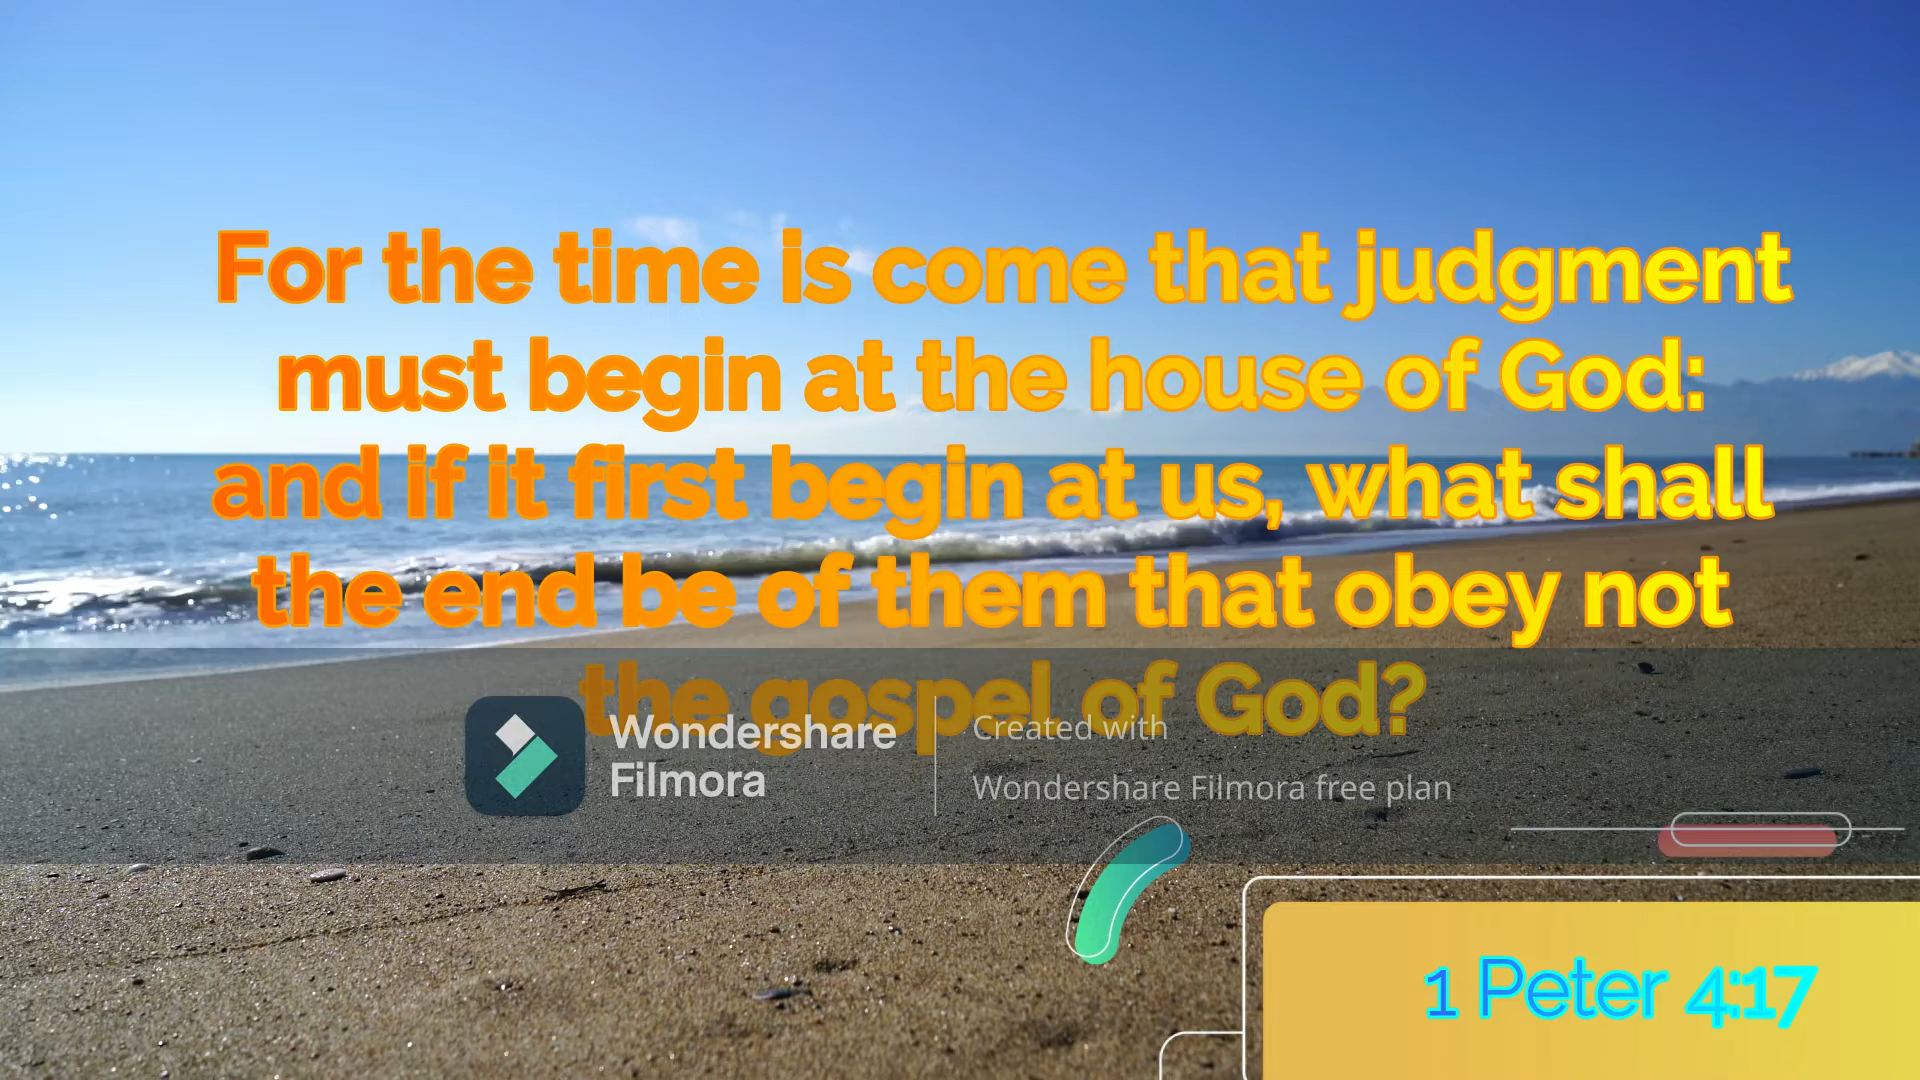 For the time is come that judgment
must begin at the house of God:
and if it first begin at us, what shall
the end be of them that obey not
the gospel of God?
Wondershare
Filmora
Created with
Wondershare Filmora free plan
1 Peter 4:17